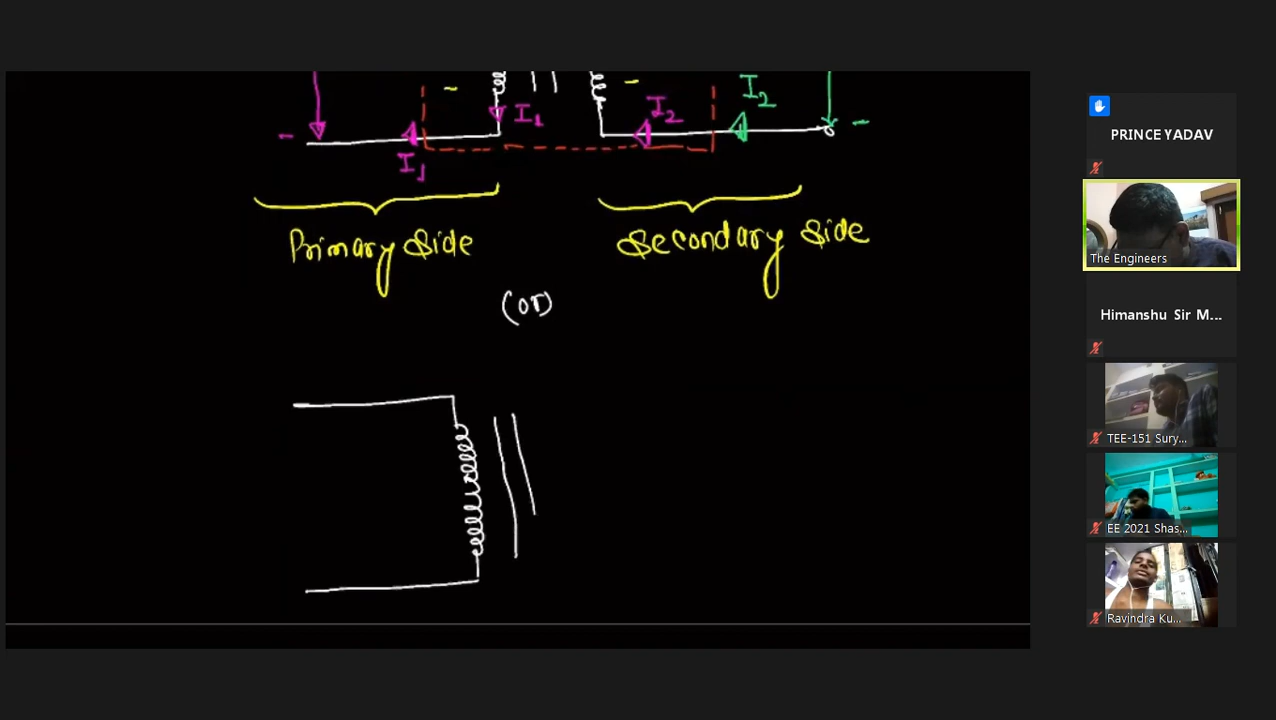 I2
- -
I1 I2
- -
I1
Primary Side Secondary Side
(or)
PRINCE YADAV
The Engineers
Himanshu Sir M...
TEE-151 Sury...
EE 2021 Shas...
Ravindra Ku...